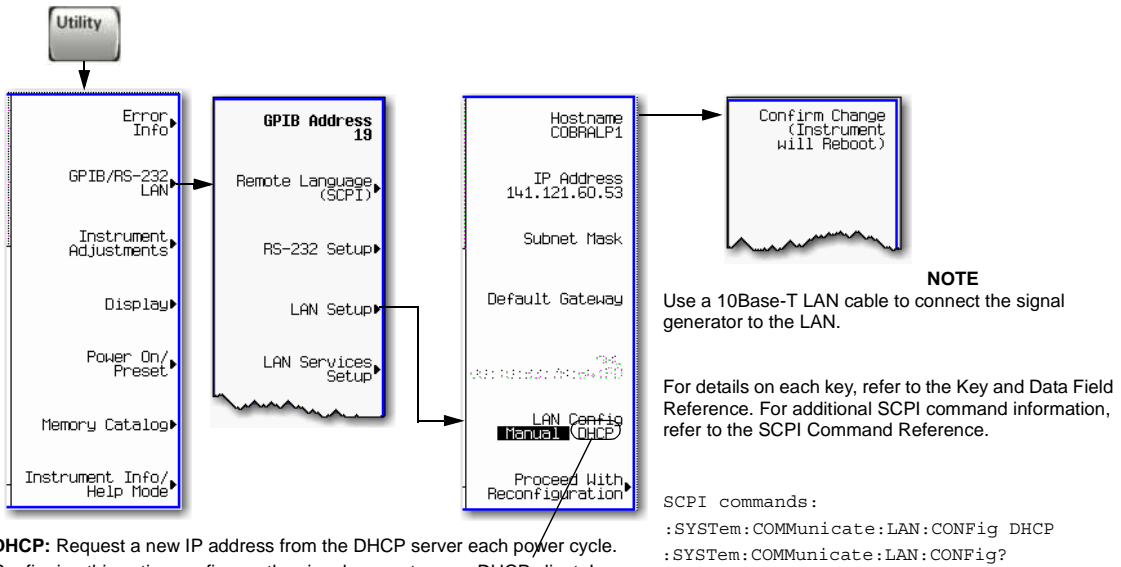 Utility
Error
Info
GPIB/RS-232
LAN
Instrument
Adjustments
Display
Power On/
Preset
Memory Catalog
Instrument Info/
Help Mode
GPIB Address
19
Remote Language
(SCPI)
RS-232 Setup
LAN Setup
LAN Services
Setup
Hostname
COBRALP1
IP Address
141.121.60.53
Subnet Mask
Default Gateway
LAN Config
Manual DHCP
Proceed With
Reconfiguration
Confirm Change
(Instrument
will Reboot)
NOTE
Use a 10Base-T LAN cable to connect the signal
generator to the LAN.
For details on each key, refer to the Key and Data Field
Reference. For additional SCPI command information,
refer to the SCPI Command Reference.
SCPI commands:
:SYSTem:COMMunicate:LAN:CONFig DHCP
:SYSTem:COMMunicate:LAN:CONFig?
DHCP: Request a new IP address from the DHCP server each power cycle.